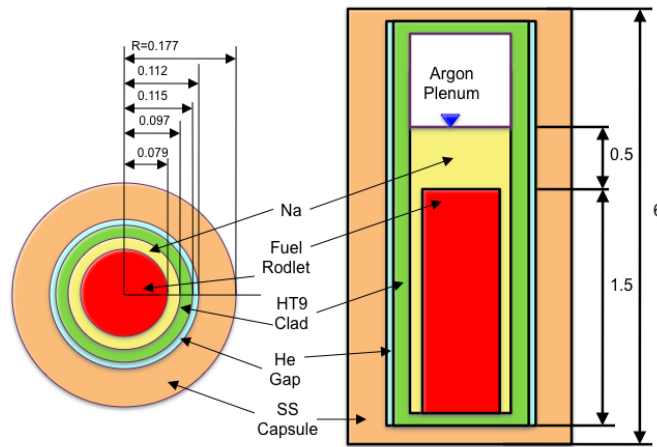 R=0.177
0.112
0.115
0.097
0.079
Na
Fuel
Rodlet
HT9
Clad
He
Gap
SS
Capsule
Argon
Plenum
0.5
1.5
6